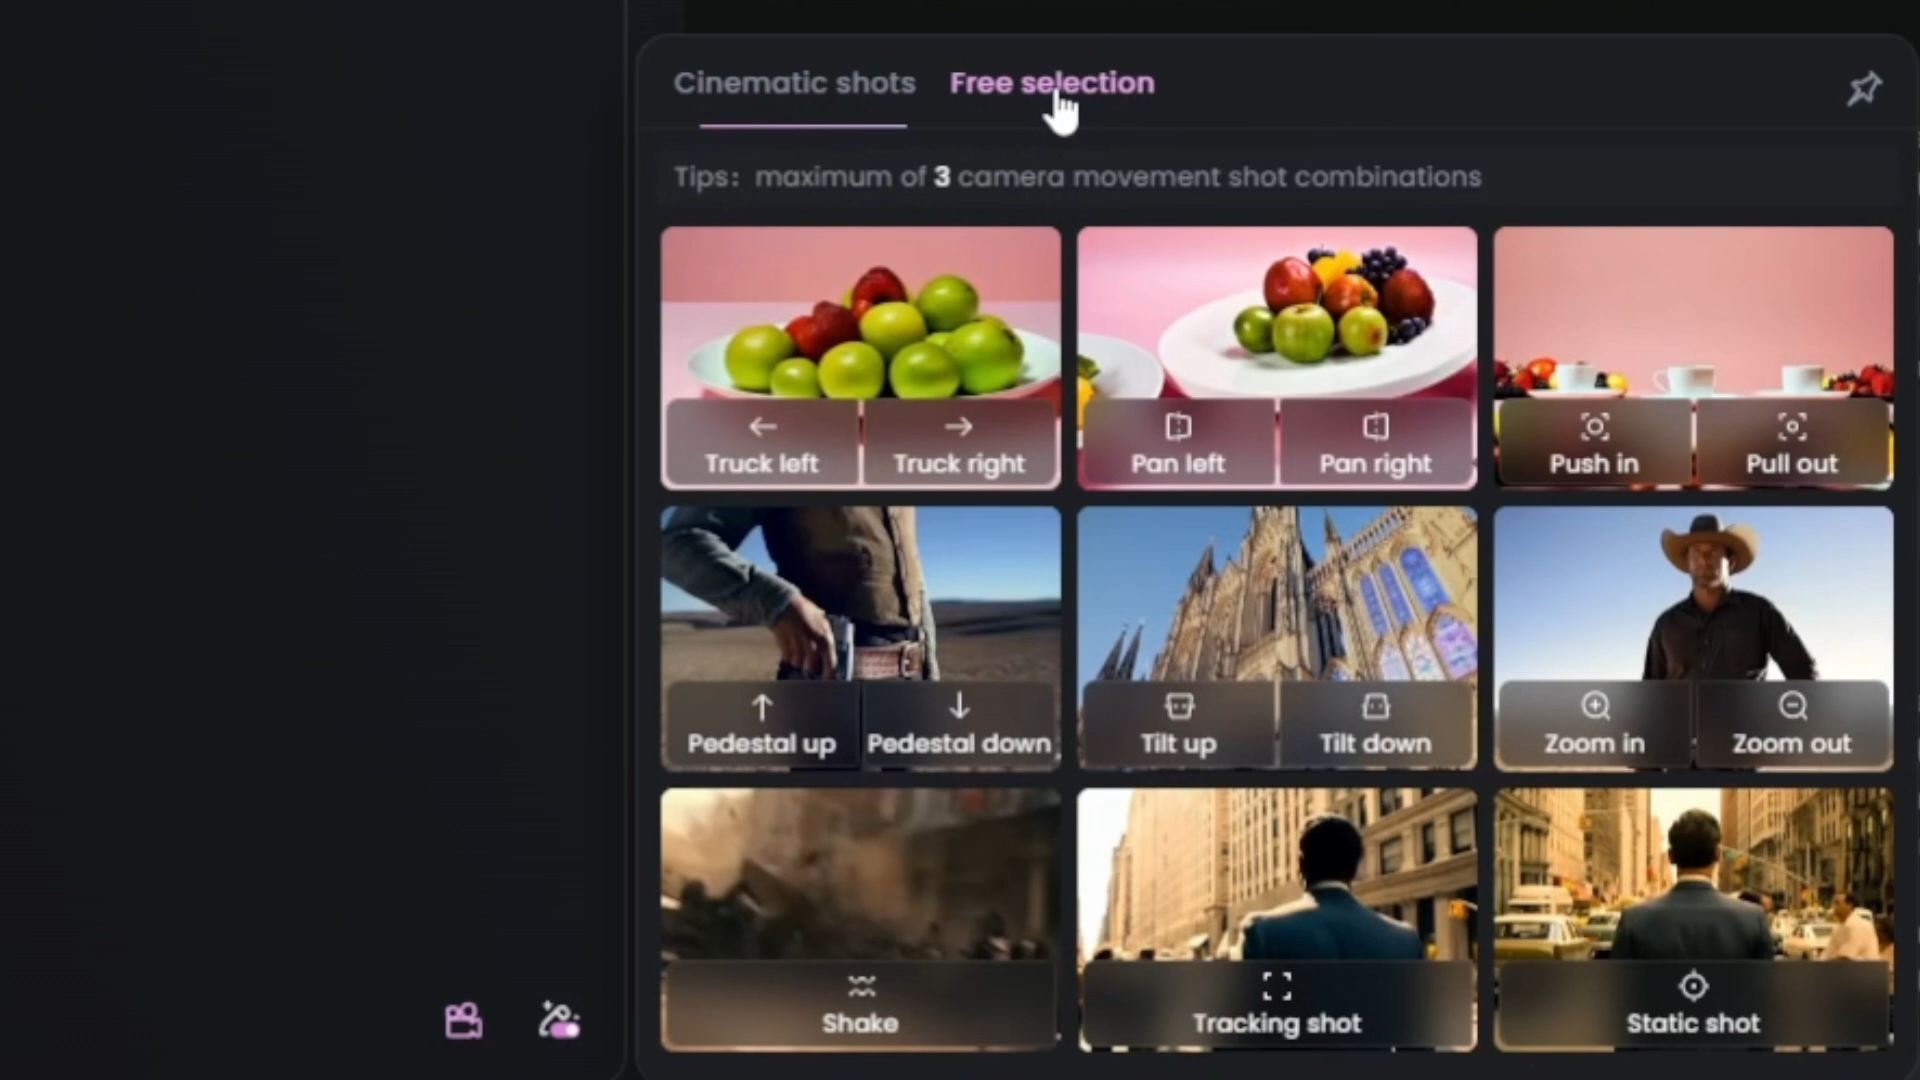 Cinematic shots Free selection
Tips: maximum of 3 camera movement shot combinations
Truck left Truck right Pan left Pan right Push in Pull out
Pedestal up Pedestal down Tilt up Tilt down Zoom in Zoom out
Shake Tracking shot Static shot